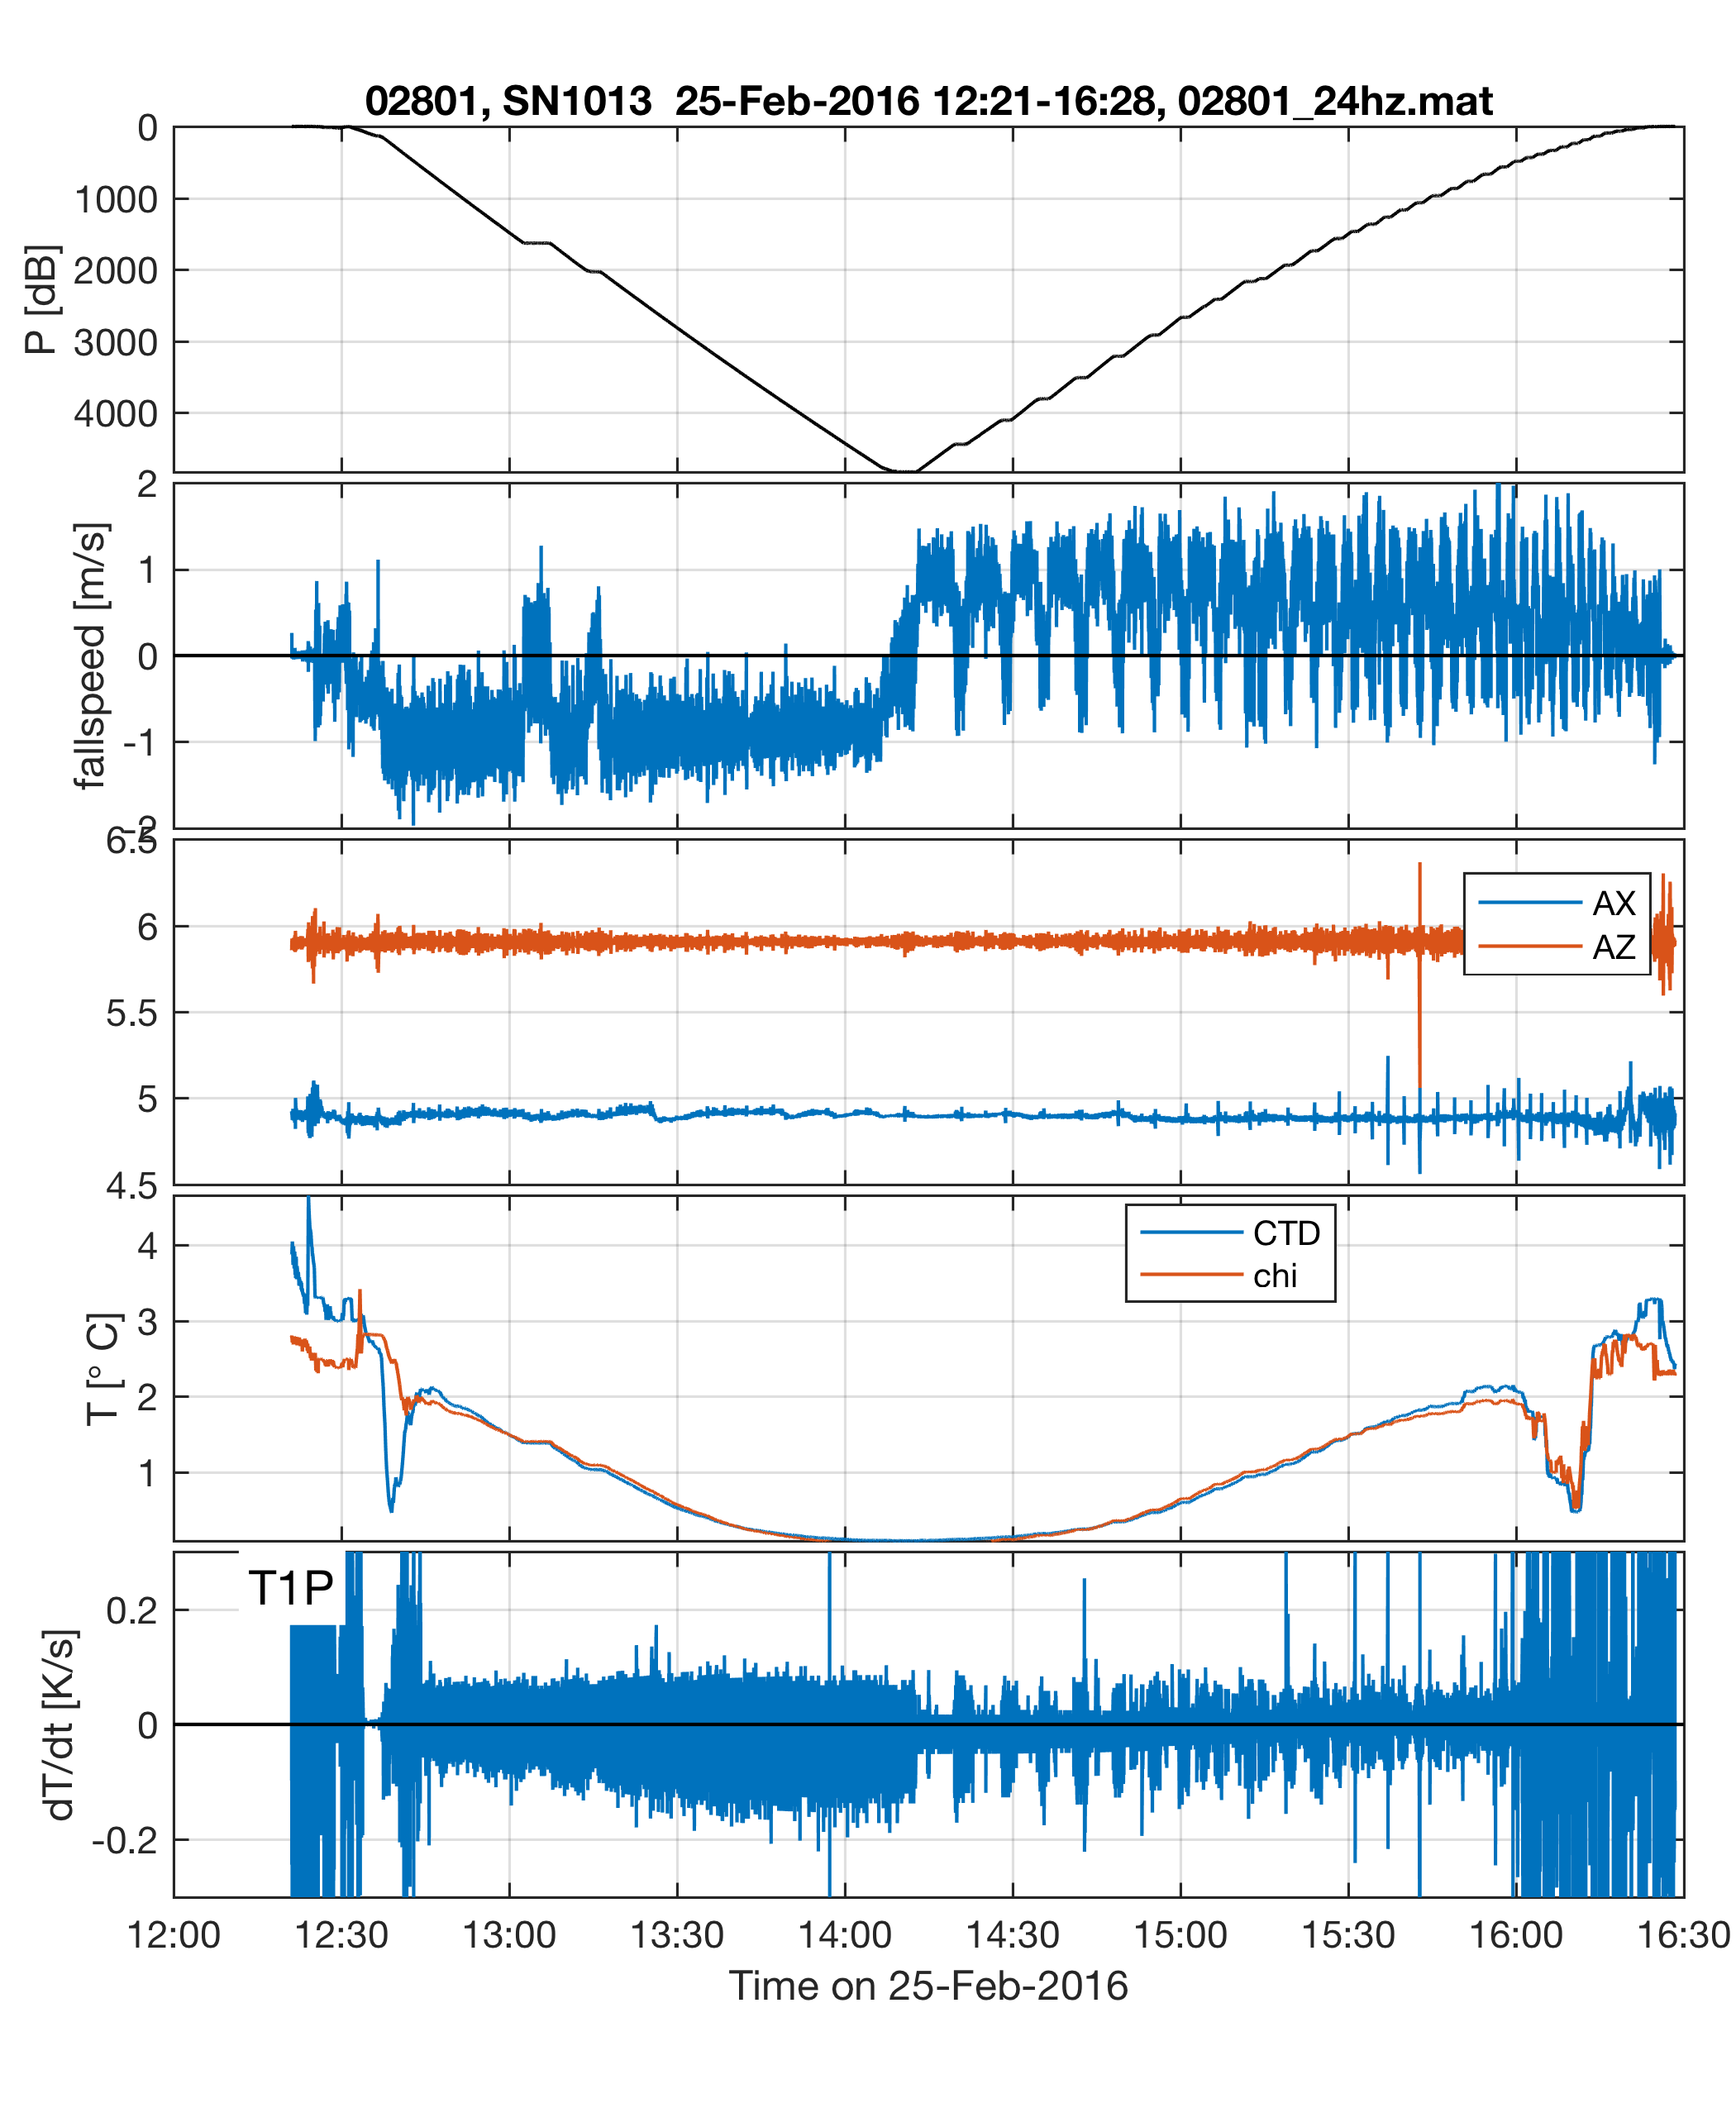 02801, SN1013  25-Feb-2016 12:21-16:28, 02801_24hz.mat
0
1000
2000
3000
4000
P [dB]
2
1
0
-1
-2
fallspeed [m/s]
6.5
6
5.5
5
4.5
AX
AZ
4
3
2
1
T [° C]
CTD
chi
T1P
0.2
0
-0.2
dT/dt [K/s]
12:00 12:30 13:00 13:30 14:00 14:30 15:00 15:30 16:00 16:30
Time on 25-Feb-2016